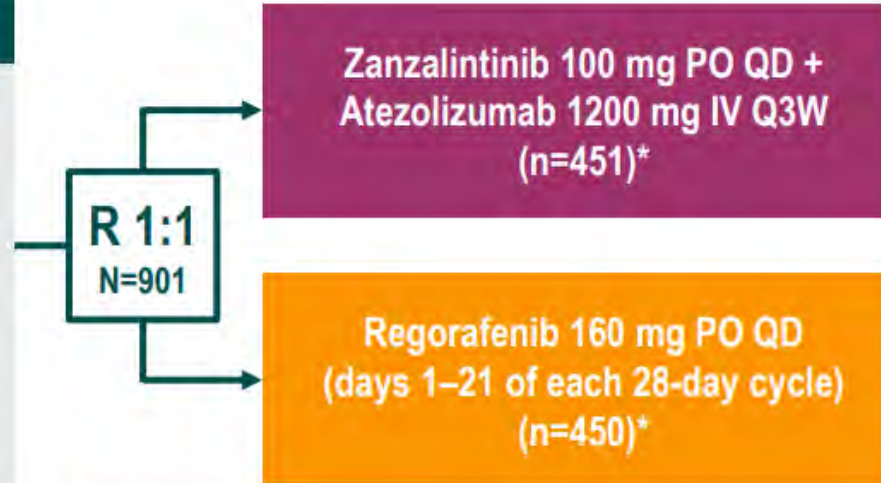 R 1:1
N=901
Zanzalintinib 100 mg PO QD +
Atezolizumab 1200 mg IV Q3W
(n=451)*
Regorafenib 160 mg PO QD
(days 1–21 of each 28-day cycle)
(n=450)*